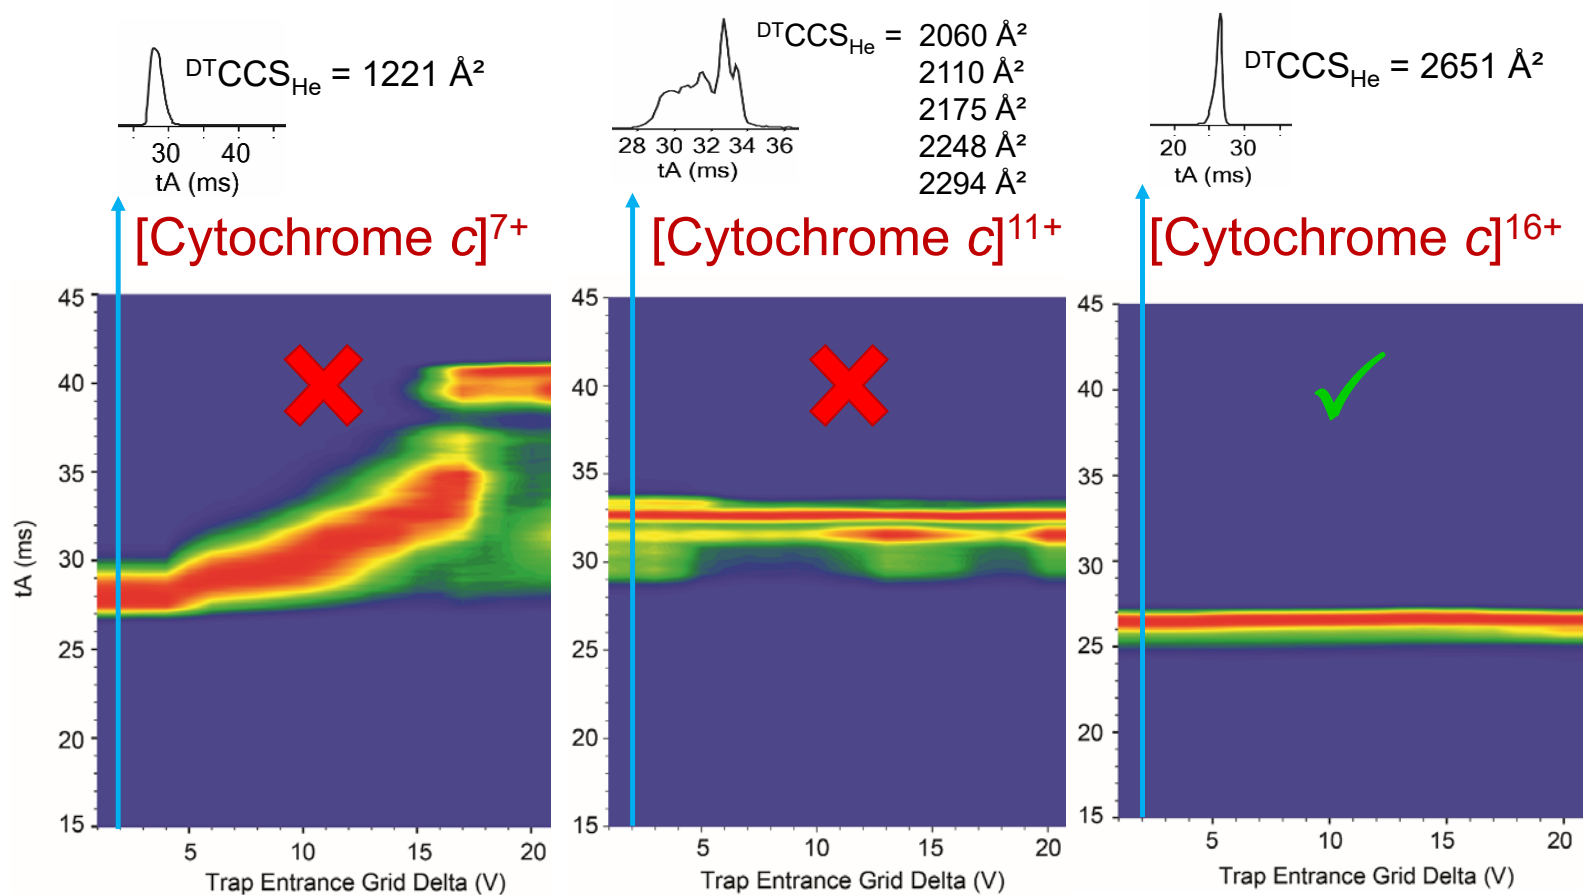 DTCCSHe = 1221 Å²
30 40
tA (ms)
DTCCSHe = 2060 Å²
2110 Å²
2175 Å²
2248 Å²
2294 Å²
28 30 32 34 36
tA (ms)
DTCCSHe = 2651 Å²
20 30
tA (ms)
[Cytochrome c]7+
[Cytochrome c]11+
[Cytochrome c]16+
tA (ms)
45
40
35
30
25
20
15
5 10 15 20
Trap Entrance Grid Delta (V)
45
40
35
30
25
20
15
5 10 15 20
Trap Entrance Grid Delta (V)
45
40
35
30
25
20
15
5 10 15 20
Trap Entrance Grid Delta (V)